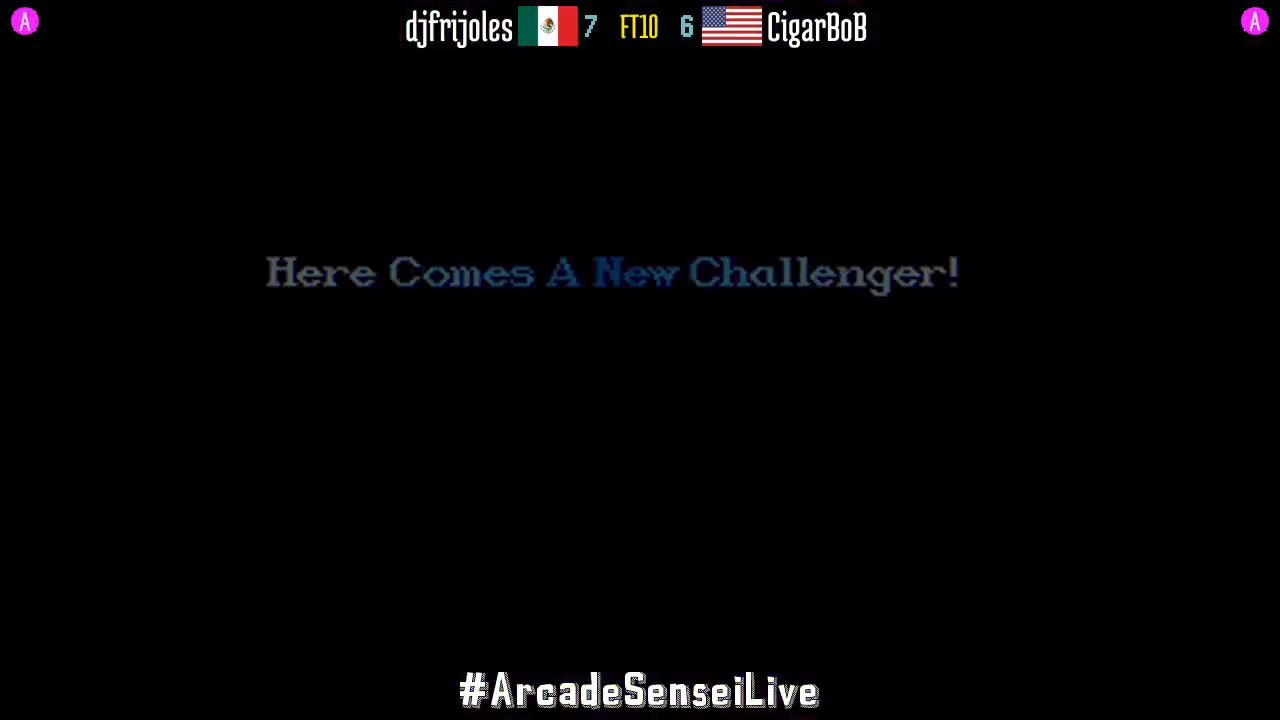 A djfrijoles 7 FT10 6 CigarBoB A
Here Comes A New Challenger!
#ArcadeSenseiLive